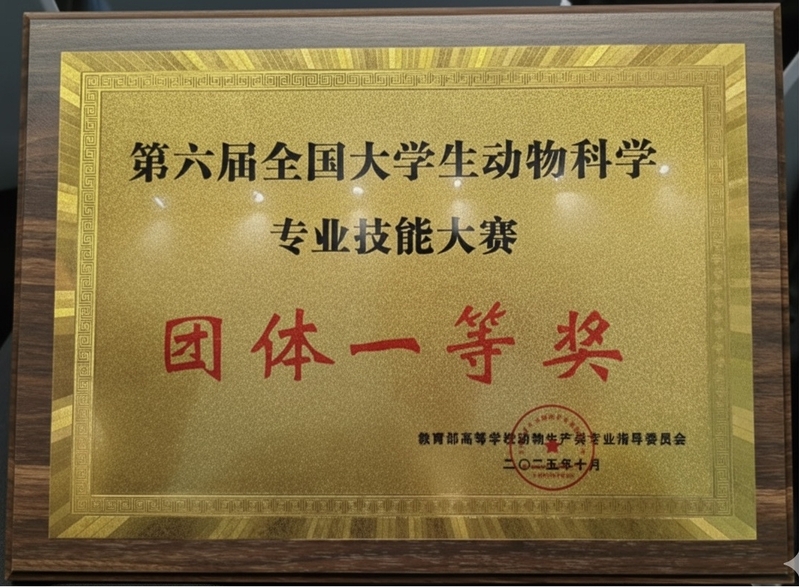 第六届全国大学生动物科学
专业技能大赛
团体一等奖
教育部高等学校动物生产类专业指导委员会
二〇二五年十月